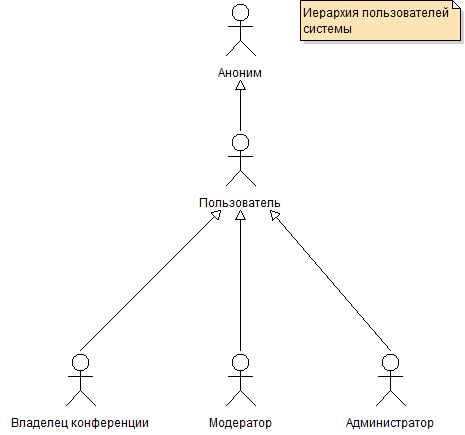 Иерархия пользователей
системы
Аноним
Пользователь
Владелец конференции
Модератор
Администратор